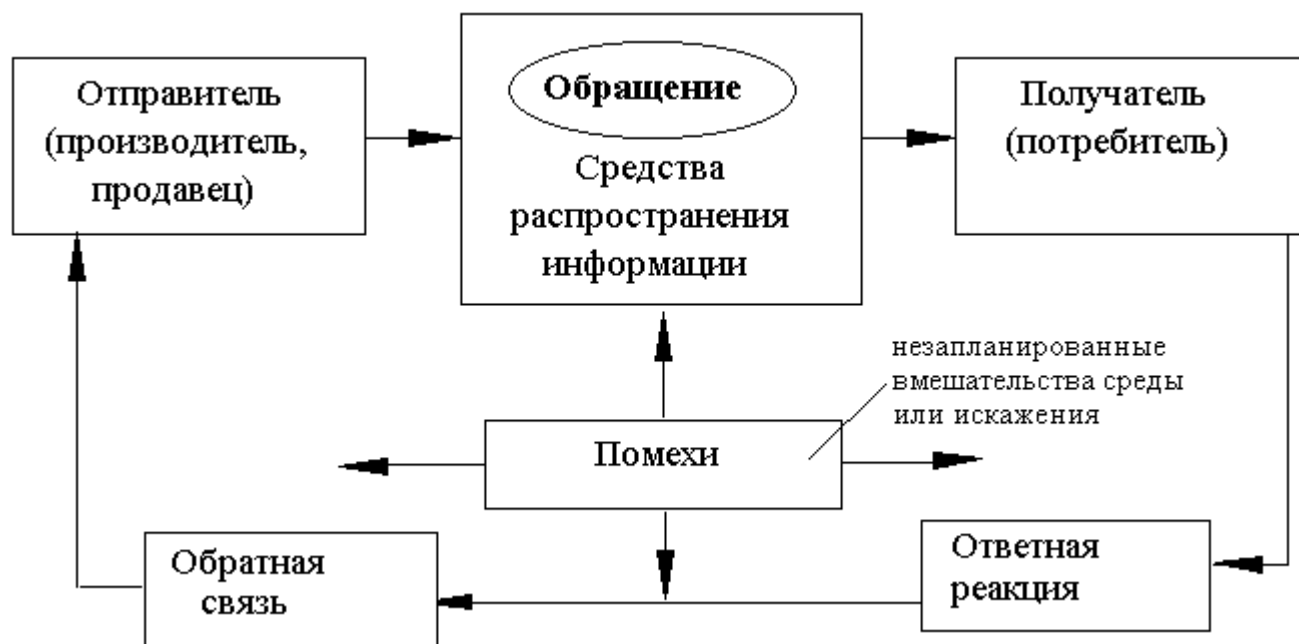 Отправитель
(производитель,
продавец)
Обращение
Средства
распространения
информации
Получатель
(потребитель)
незапланированные
вмешательства среды
или искажения
Помехи
Обратная
связь
Ответная
реакция